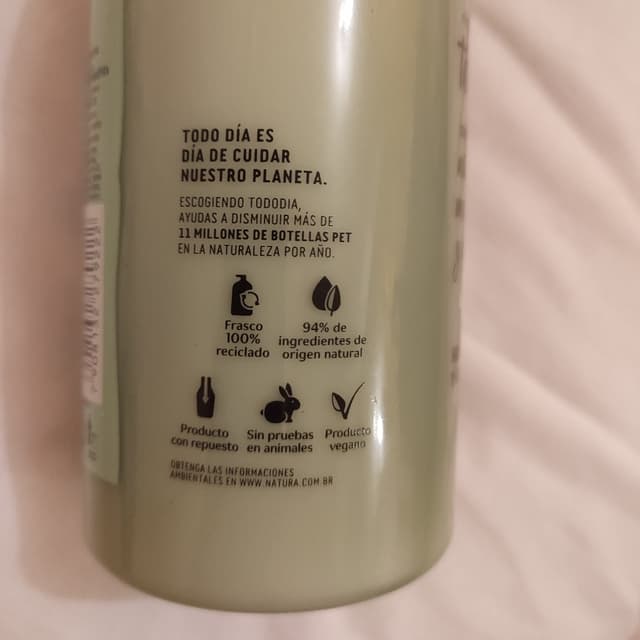 TODO DÍA ES
DÍA DE CUIDAR
NUESTRO PLANETA.
ESCOGIENDO TODODIA,
AYUDAS A DISMINUIR MÁS DE
11 MILLONES DE BOTELLAS PET
EN LA NATURALEZA POR AÑO.
Frasco
100%
reciclado
94% de
ingredientes de
origen natural
Producto
con repuesto
Sin pruebas
en animales
Producto
vegano
OBTENGA LAS INFORMACIONES
AMBIENTALES EN WWW.NATURA.COM.BR